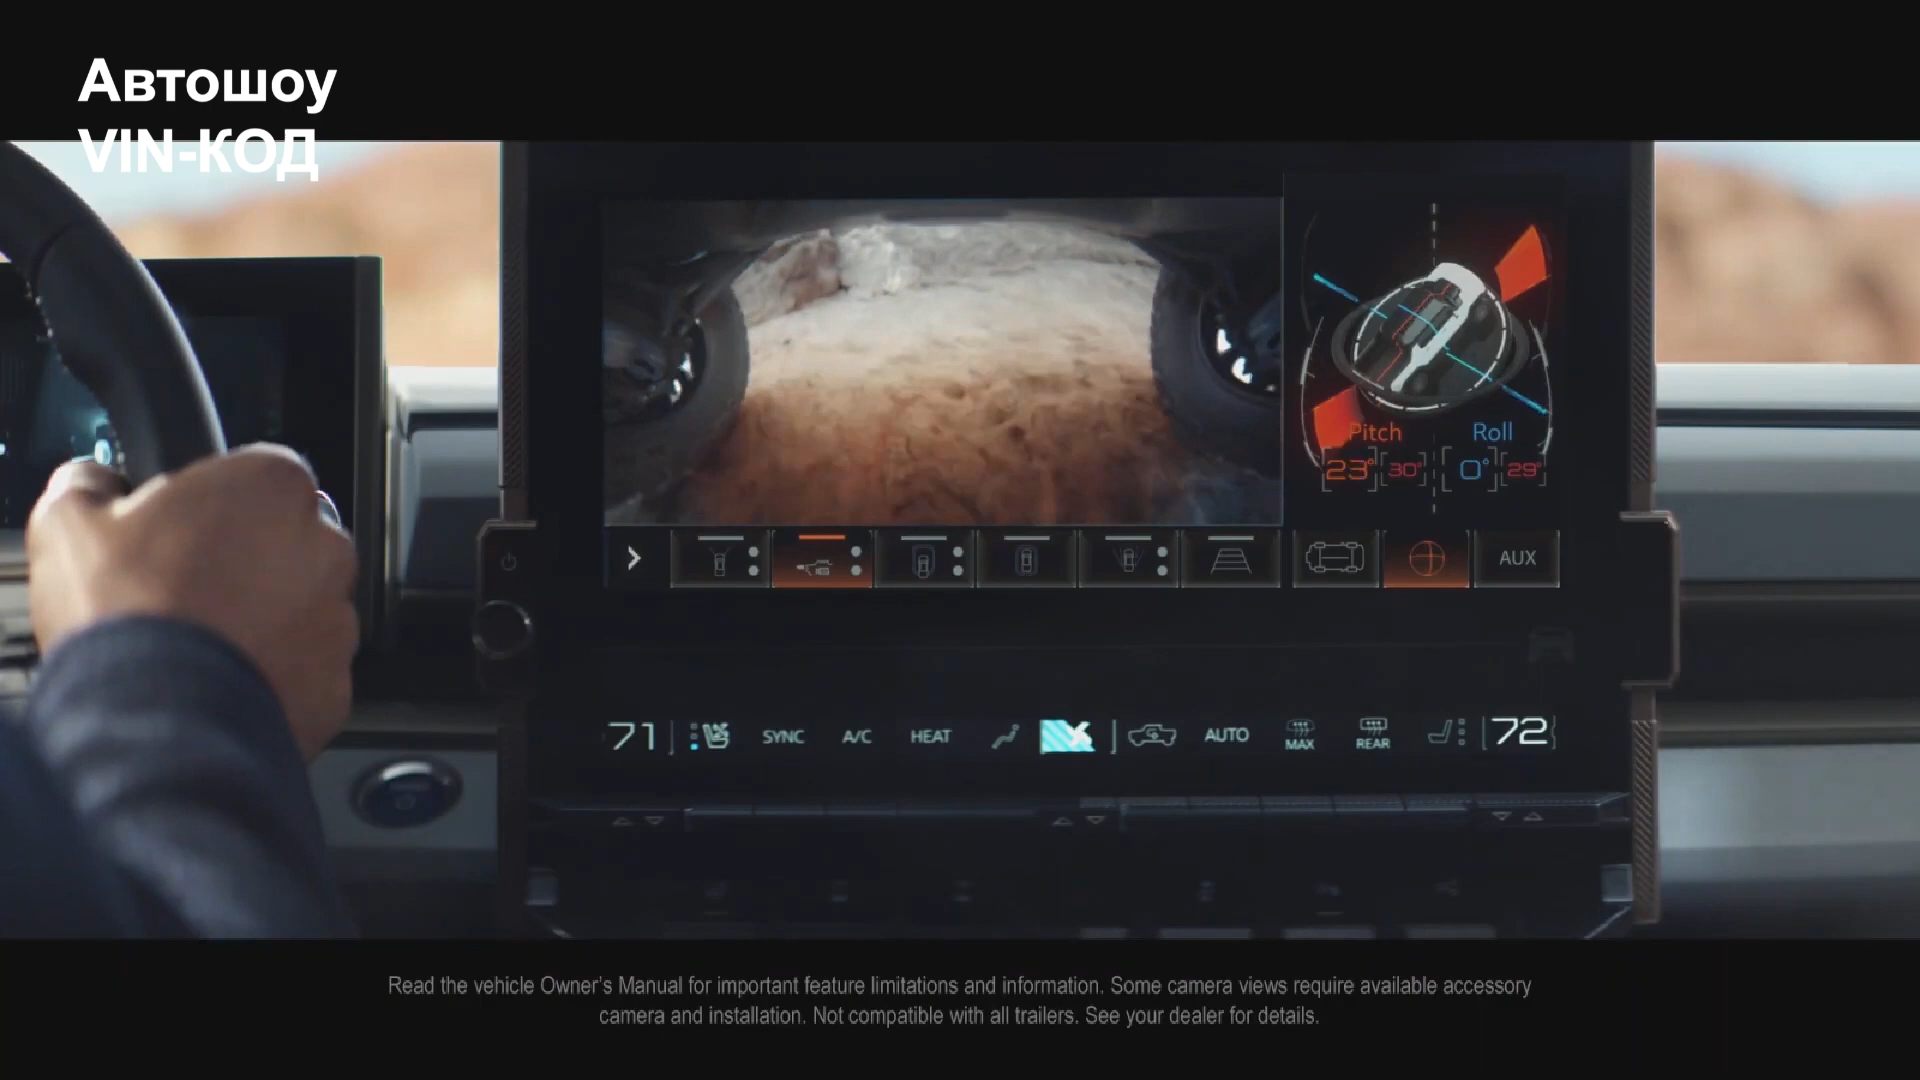 Автошоу
VIN-КОД
Pitch Roll
23° 30° 0° 29°
AUX
71 SYNC A/C HEAT AUTO MAX REAR 72
Read the vehicle Owner's Manual for important feature limitations and information. Some camera views require available accessory
camera and installation. Not compatible with all trailers. See your dealer for details.